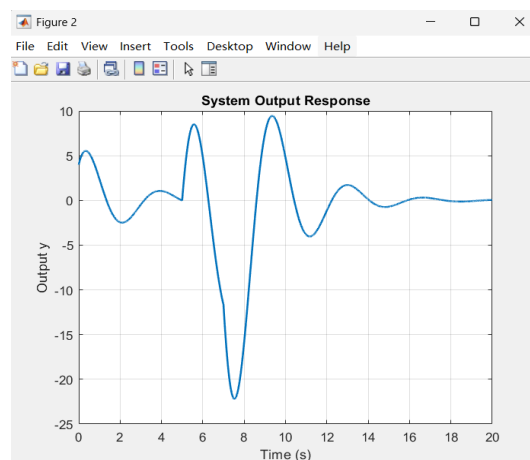 Figure 2
File Edit View Insert Tools Desktop Window Help
System Output Response
10
5
0
-5
-10
-15
-20
-25
Output y
0 2 4 6 8 10 12 14 16 18 20
Time (s)